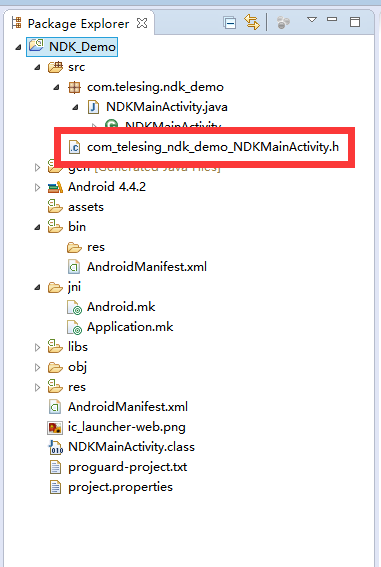 Package Explorer
NDK_Demo
src
com.telesing.ndk_demo
NDKMainActivity.java
NDKMainActivity
com_telesing_ndk_demo_NDKMainActivity.h
gen [Generated Java Files]
Android 4.4.2
assets
bin
res
AndroidManifest.xml
jni
Android.mk
Application.mk
libs
obj
res
AndroidManifest.xml
ic_launcher-web.png
NDKMainActivity.class
proguard-project.txt
project.properties